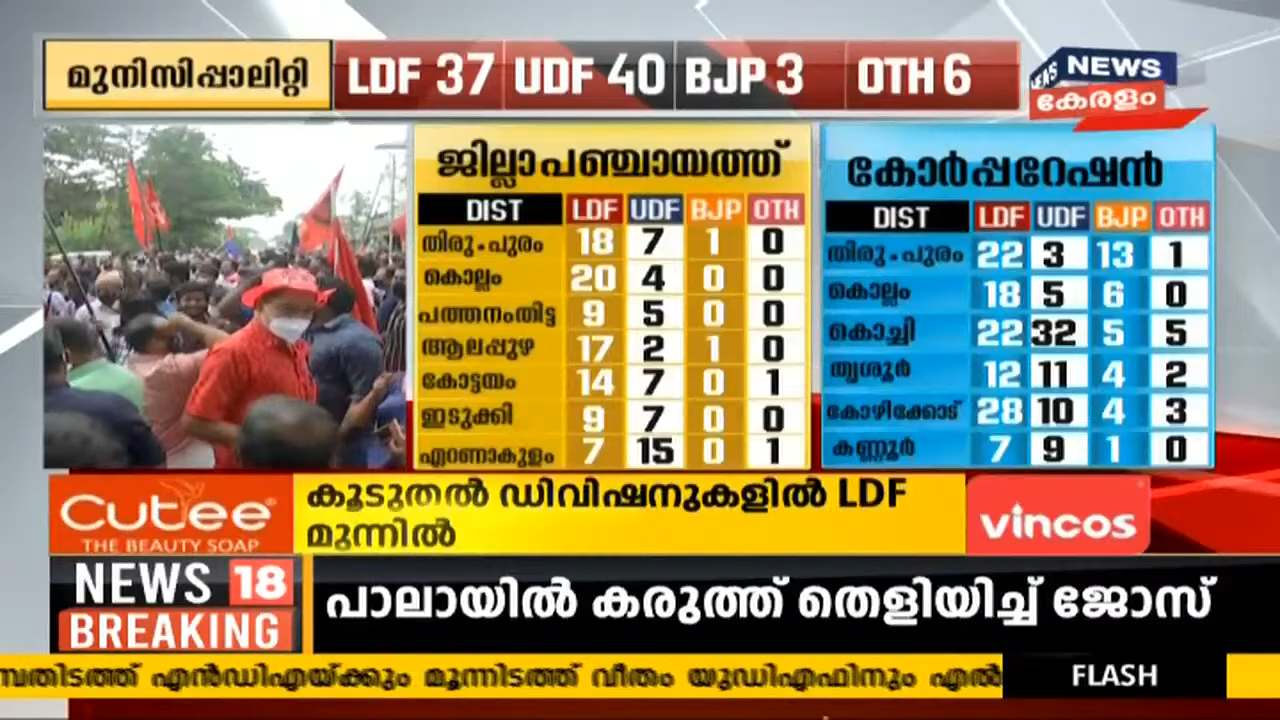 മുനിസിപ്പാലിറ്റി LDF 37 UDF 40 BJP 3 OTH 6
NEWS
കേരളം
ജില്ലാ പഞ്ചായത്ത്
DIST LDF UDF BJP OTH
തിരു.പുരം 18 7 1 0
കൊല്ലം 20 4 0 0
പത്തനംതിട്ട 9 5 0 0
ആലപ്പുഴ 17 2 1 0
കോട്ടയം 14 7 0 1
ഇടുക്കി 9 7 0 0
എറണാകുളം 7 15 0 1
കോർപ്പറേഷൻ
DIST LDF UDF BJP OTH
തിരു.പുരം 22 3 13 1
കൊല്ലം 18 5 6 0
കൊച്ചി 22 32 5 5
തൃശൂർ 12 11 4 2
കോഴിക്കോട് 28 10 4 3
കണ്ണൂർ 7 9 1 0
Cutee
THE BEAUTY SOAP
കൂടുതൽ ഡിവിഷനുകളിൽ LDF
മുന്നിൽ
vincos
NEWS 18
BREAKING
പാലായിൽ കരുത്ത് തെളിയിച്ച് ജോസ്
എൻഡിഎയ്ക്കും മൂന്നിടത്ത് വീതം യുഡിഎഫിനും എൽ
FLASH